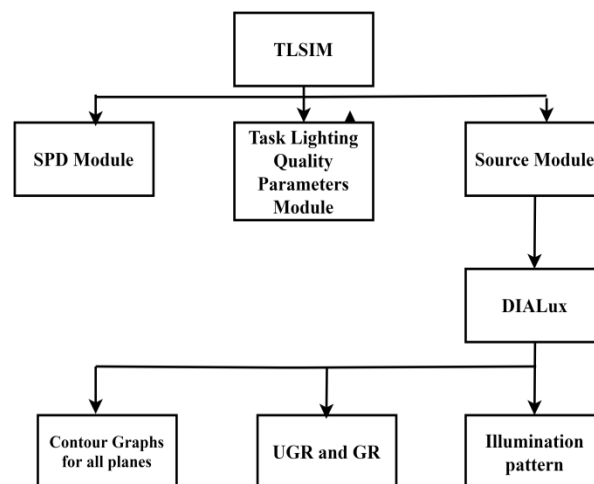 TLSIM
SPD Module
Task Lighting
Quality
Parameters
Module
Source Module
DIALux
Contour Graphs
for all planes
UGR and GR
Illumination
pattern